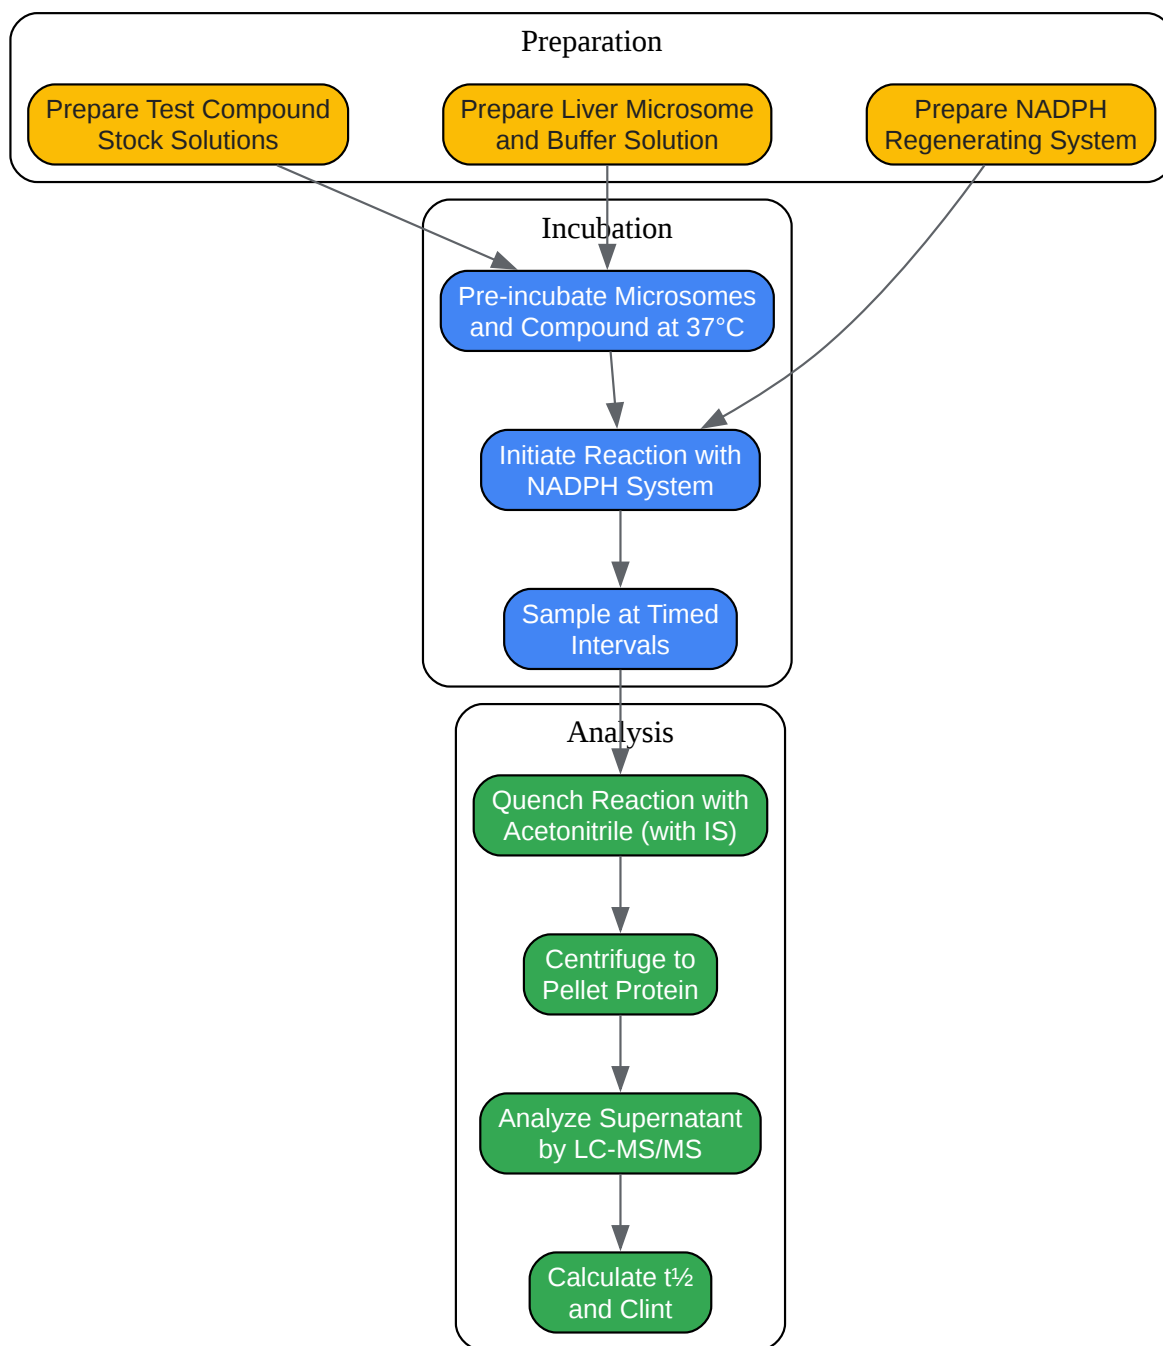 Preparation
Prepare Test Compound
Stock Solutions
Prepare Liver Microsome
and Buffer Solution
Prepare NADPH
Regenerating System
Incubation
Pre-incubate Microsomes
and Compound at 37°C
Initiate Reaction with
NADPH System
Sample at Timed
Intervals
Analysis
Quench Reaction with
Acetonitrile (with IS)
Centrifuge to
Pellet Protein
Analyze Supernatant
by LC-MS/MS
Calculate t½
and Clint